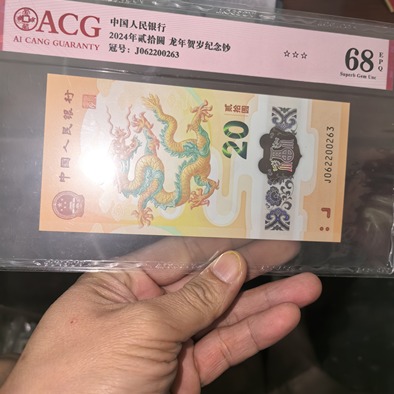 ACG
AI CANG GUARANTY
中国人民银行
2024年贰拾圆 龙年贺岁纪念钞
冠号：J062200263
☆☆☆
68
EPQ
Superb Gem Unc
中国人民银行
贰拾圆
20
J062200263